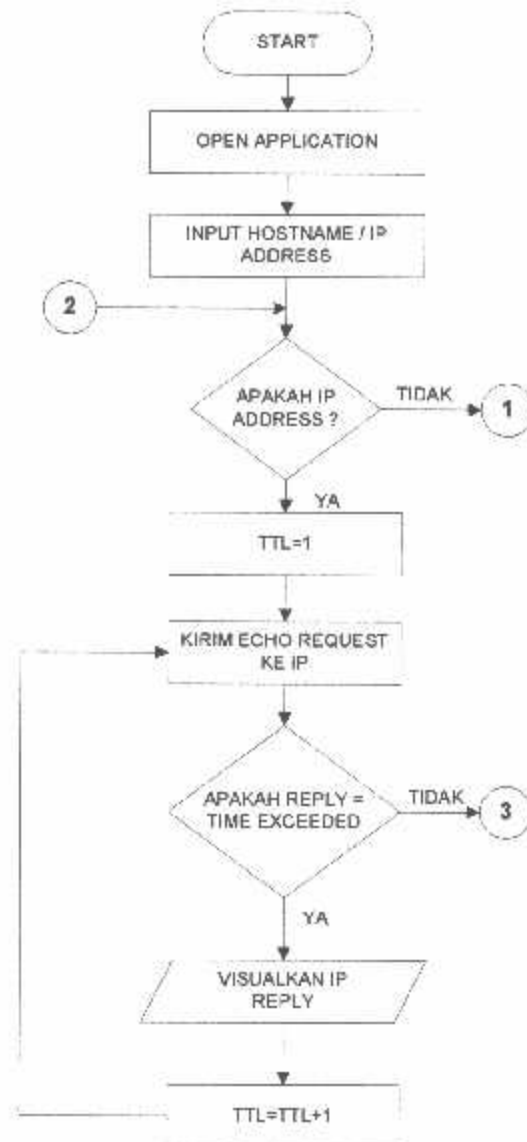 START
OPEN APPLICATION
INPUT HOSTNAME / IP
ADDRESS
2
APAKAH IP
ADDRESS ?
TIDAK
1
YA
TTL=1
KIRIM ECHO REQUEST
KE IP
APAKAH REPLY =
TIME EXCEEDED
TIDAK
3
YA
VISUALKAN IP
REPLY
TTL=TTL+1